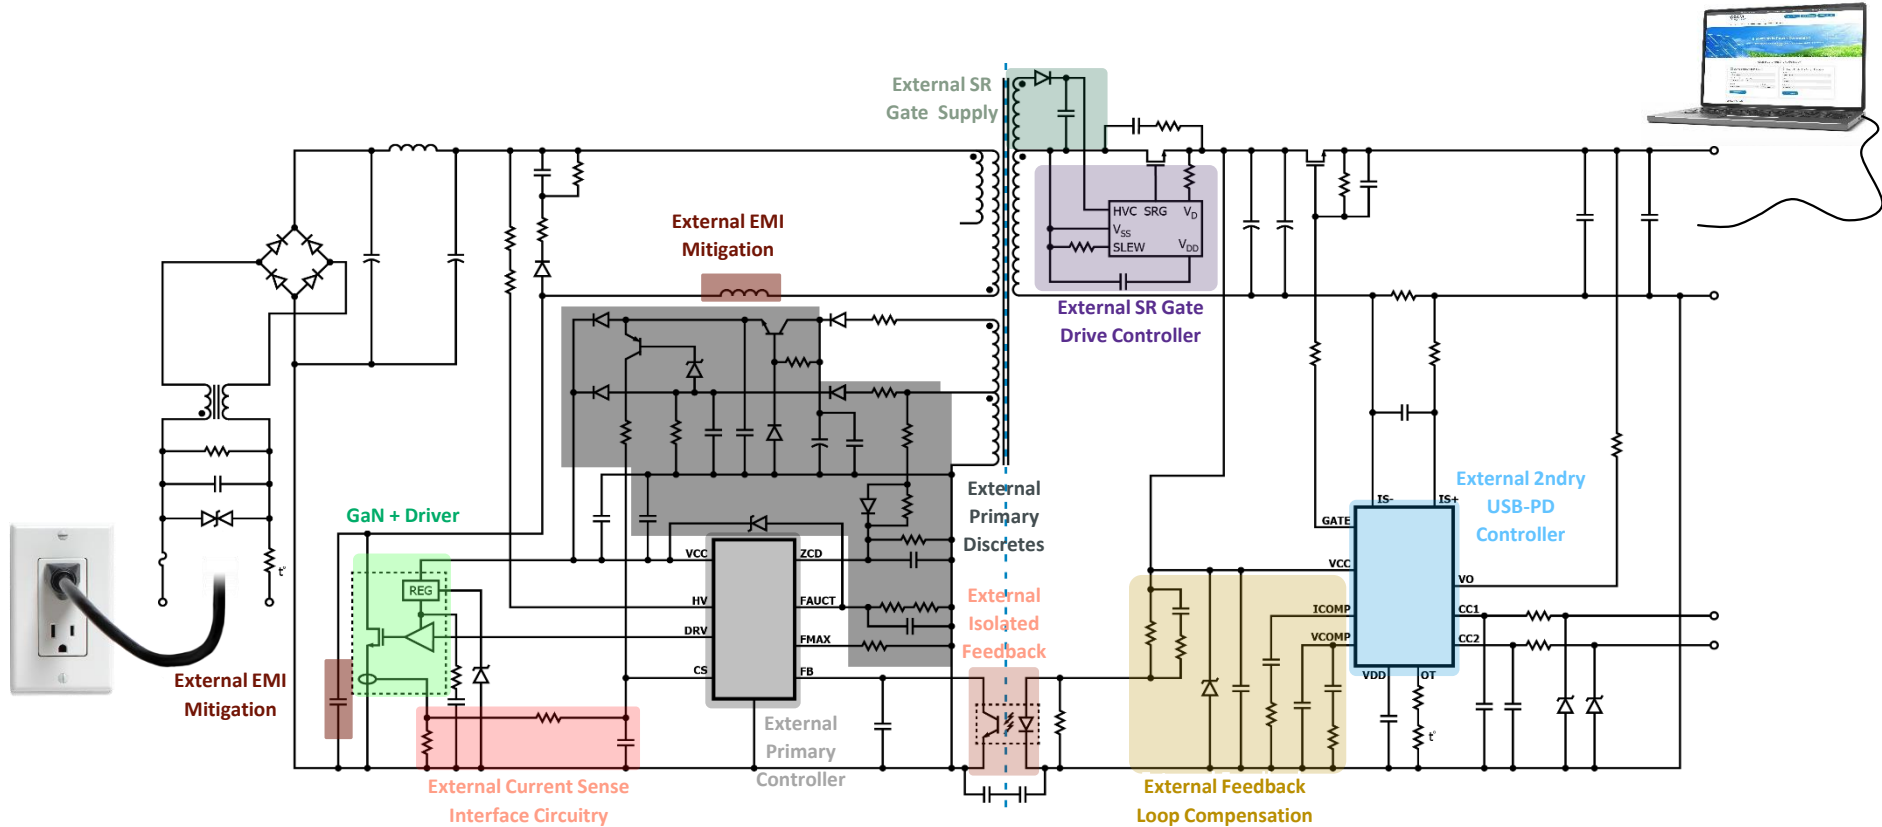 External SR
Gate Supply
External EMI
Mitigation
HVC SRG VD
VSS
SLEW
VDD
External SR Gate
Drive Controller
External
Primary
Discretes
IS-
IS+
External 2ndry
USB-PD
Controller
GATE
GaN + Driver
VCC
ZCD
VCC
t°
REG
HV
FAUCT
External
Isolated
Feedback
VO
ICOMP
CC1
DRV
FMAX
VCOMP
CC2
CS
FB
VDD
OT
External EMI
Mitigation
External
Primary
Controller
t°
External Current Sense
Interface Circuitry
External Feedback
Loop Compensation